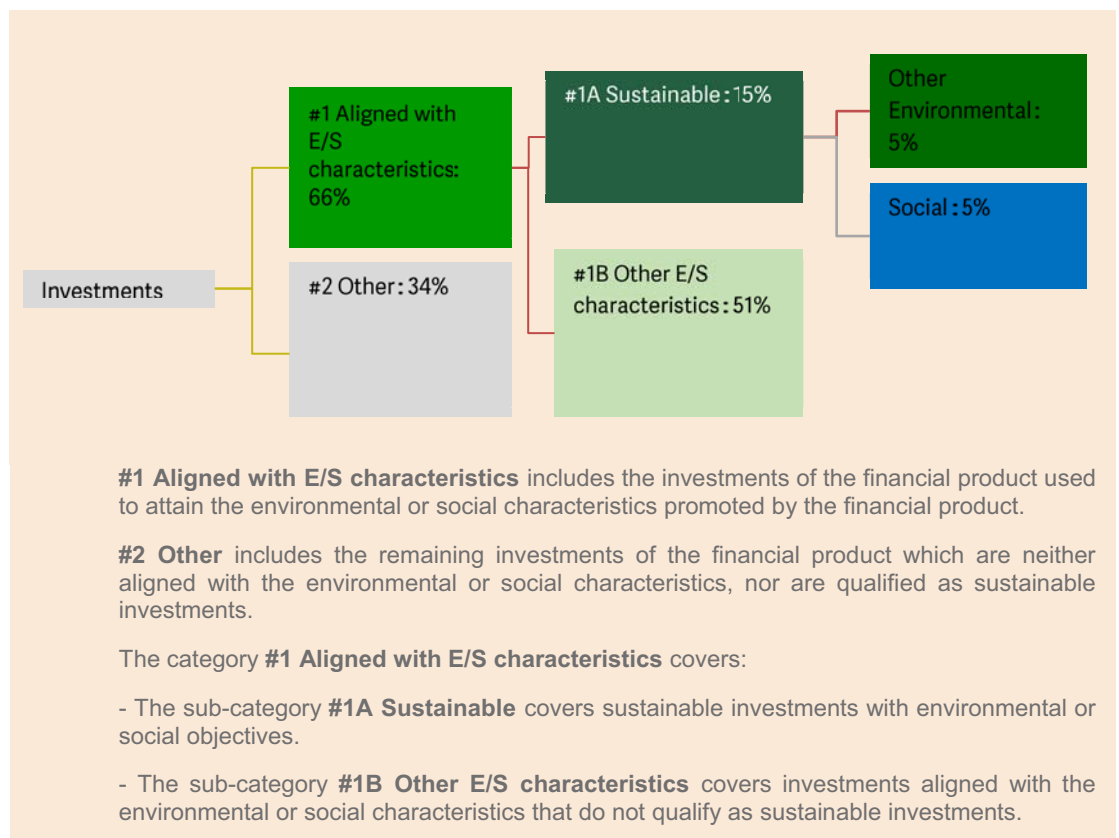 Investments
#1 Aligned with
E/S
characteristics:
66%
#2 Other: 34%
#1A Sustainable: 15%
#1B Other E/S
characteristics: 51%
Other
Environmental:
5%
Social: 5%
#1 Aligned with E/S characteristics includes the investments of the financial product used
to attain the environmental or social characteristics promoted by the financial product.
#2 Other includes the remaining investments of the financial product which are neither
aligned with the environmental or social characteristics, nor are qualified as sustainable
investments.
The category #1 Aligned with E/S characteristics covers:
- The sub-category #1A Sustainable covers sustainable investments with environmental or
social objectives.
- The sub-category #1B Other E/S characteristics covers investments aligned with the
environmental or social characteristics that do not qualify as sustainable investments.